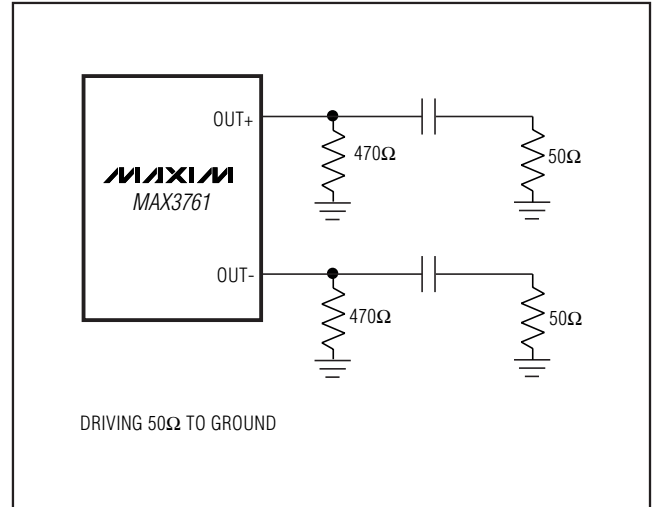 OUT+
470Ω
50Ω
MAXIM
MAX3761
OUT-
470Ω
50Ω
DRIVING 50Ω TO GROUND